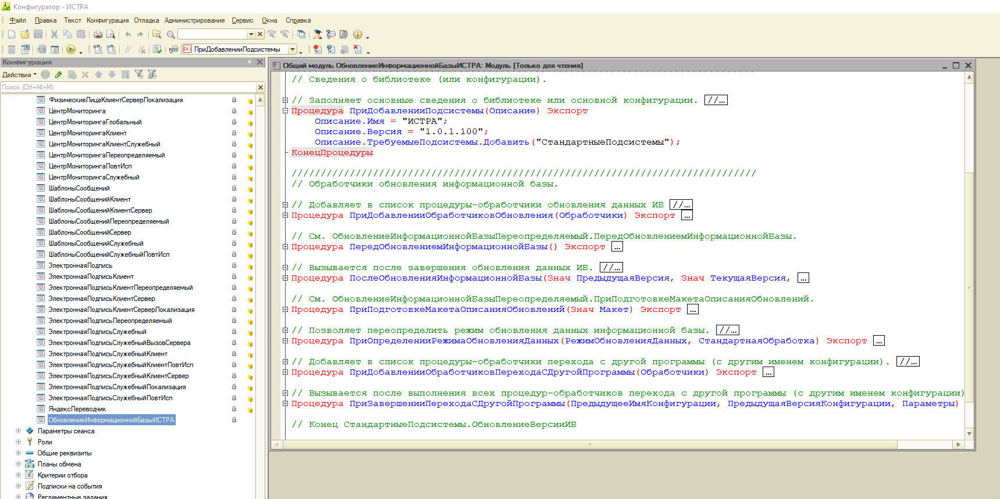 Конфигуратор - ИСТРА
Файл Правка Текст Конфигурация Отладка Администрирование Сервис Окна Справка
ПриДобавленииПодсистемы
Конфигурация
Действия
Поиск (Ctrl+Alt+M)
ФизическиеЛицаКлиентСерверЛокализация
ЦентрМониторинга
ЦентрМониторингаГлобальный
ЦентрМониторингаКлиент
ЦентрМониторингаКлиентСлужебный
ЦентрМониторингаПереопределяемый
ЦентрМониторингаПовтИсп
ЦентрМониторингаСлужебный
ШаблоныСообщений
ШаблоныСообщенийКлиент
ШаблоныСообщенийКлиентСервер
ШаблоныСообщенийПереопределяемый
ШаблоныСообщенийСервер
ШаблоныСообщенийСлужебный
ШаблоныСообщенийСлужебныйПовтИсп
ЭлектроннаяПодпись
ЭлектроннаяПодписьКлиент
ЭлектроннаяПодписьКлиентПереопределяемый
ЭлектроннаяПодписьКлиентСервер
ЭлектроннаяПодписьКлиентСерверЛокализация
ЭлектроннаяПодписьПереопределяемый
ЭлектроннаяПодписьСлужебный
ЭлектроннаяПодписьСлужебныйВызовСервера
ЭлектроннаяПодписьСлужебныйКлиент
ЭлектроннаяПодписьСлужебныйКлиентПовтИсп
ЭлектроннаяПодписьСлужебныйКлиентСервер
ЭлектроннаяПодписьСлужебныйЛокализация
ЭлектроннаяПодписьСлужебныйПовтИсп
ЯндексПереводчик
ОбновлениеИнформационнойБазыИСТРА
Параметры сеанса
Роли
Общие реквизиты
Планы обмена
Критерии отбора
Подписки на события
Регламентные задания
Общий модуль ОбновлениеИнформационнойБазыИСТРА: Модуль [Только для чтения]
// Сведения о библиотеке (или конфигурации).
// Заполняет основные сведения о библиотеке или основной конфигурации. //...
Процедура ПриДобавленииПодсистемы(Описание) Экспорт
Описание.Имя = "ИСТРА";
Описание.Версия = "1.0.1.100";
Описание.ТребуемыеПодсистемы.Добавить("СтандартныеПодсистемы");
КонецПроцедуры
////////////////////////////////////////////////////////////////////////////////
// Обработчики обновления информационной базы.
// Добавляет в список процедуры-обработчики обновления данных ИБ //...
Процедура ПриДобавленииОбработчиковОбновления(Обработчики) Экспорт ...
// См. ОбновлениеИнформационнойБазыПереопределяемый.ПередОбновлениемИнформационнойБазы.
Процедура ПередОбновлениемИнформационнойБазы() Экспорт ...
// Вызывается после завершения обновления данных ИБ. //...
Процедура ПослеОбновленияИнформационнойБазы(Знач ПредыдущаяВерсия, Знач ТекущаяВерсия, ...
// См. ОбновлениеИнформационнойБазыПереопределяемый.ПриПодготовкеМакетаОписанияОбновлений.
Процедура ПриПодготовкеМакетаОписанияОбновлений(Знач Макет) Экспорт ...
// Позволяет переопределить режим обновления данных информационной базы. //...
Процедура ПриОпределенииРежимаОбновленияДанных(РежимОбновленияДанных, СтандартнаяОбработка) Экспорт ...
// Добавляет в список процедуры-обработчики перехода с другой программы (с другим именем конфигурации). //...
Процедура ПриДобавленииОбработчиковПереходаСДругойПрограммы(Обработчики) Экспорт ...
// Вызывается после выполнения всех процедур-обработчиков перехода с другой программы (с другим именем конфигурации)
Процедура ПриЗавершенииПереходаСДругойПрограммы(ПредыдущееИмяКонфигурации, ПредыдущаяВерсияКонфигурации, Параметры)
// Конец СтандартныеПодсистемы.ОбновлениеВерсииИБ